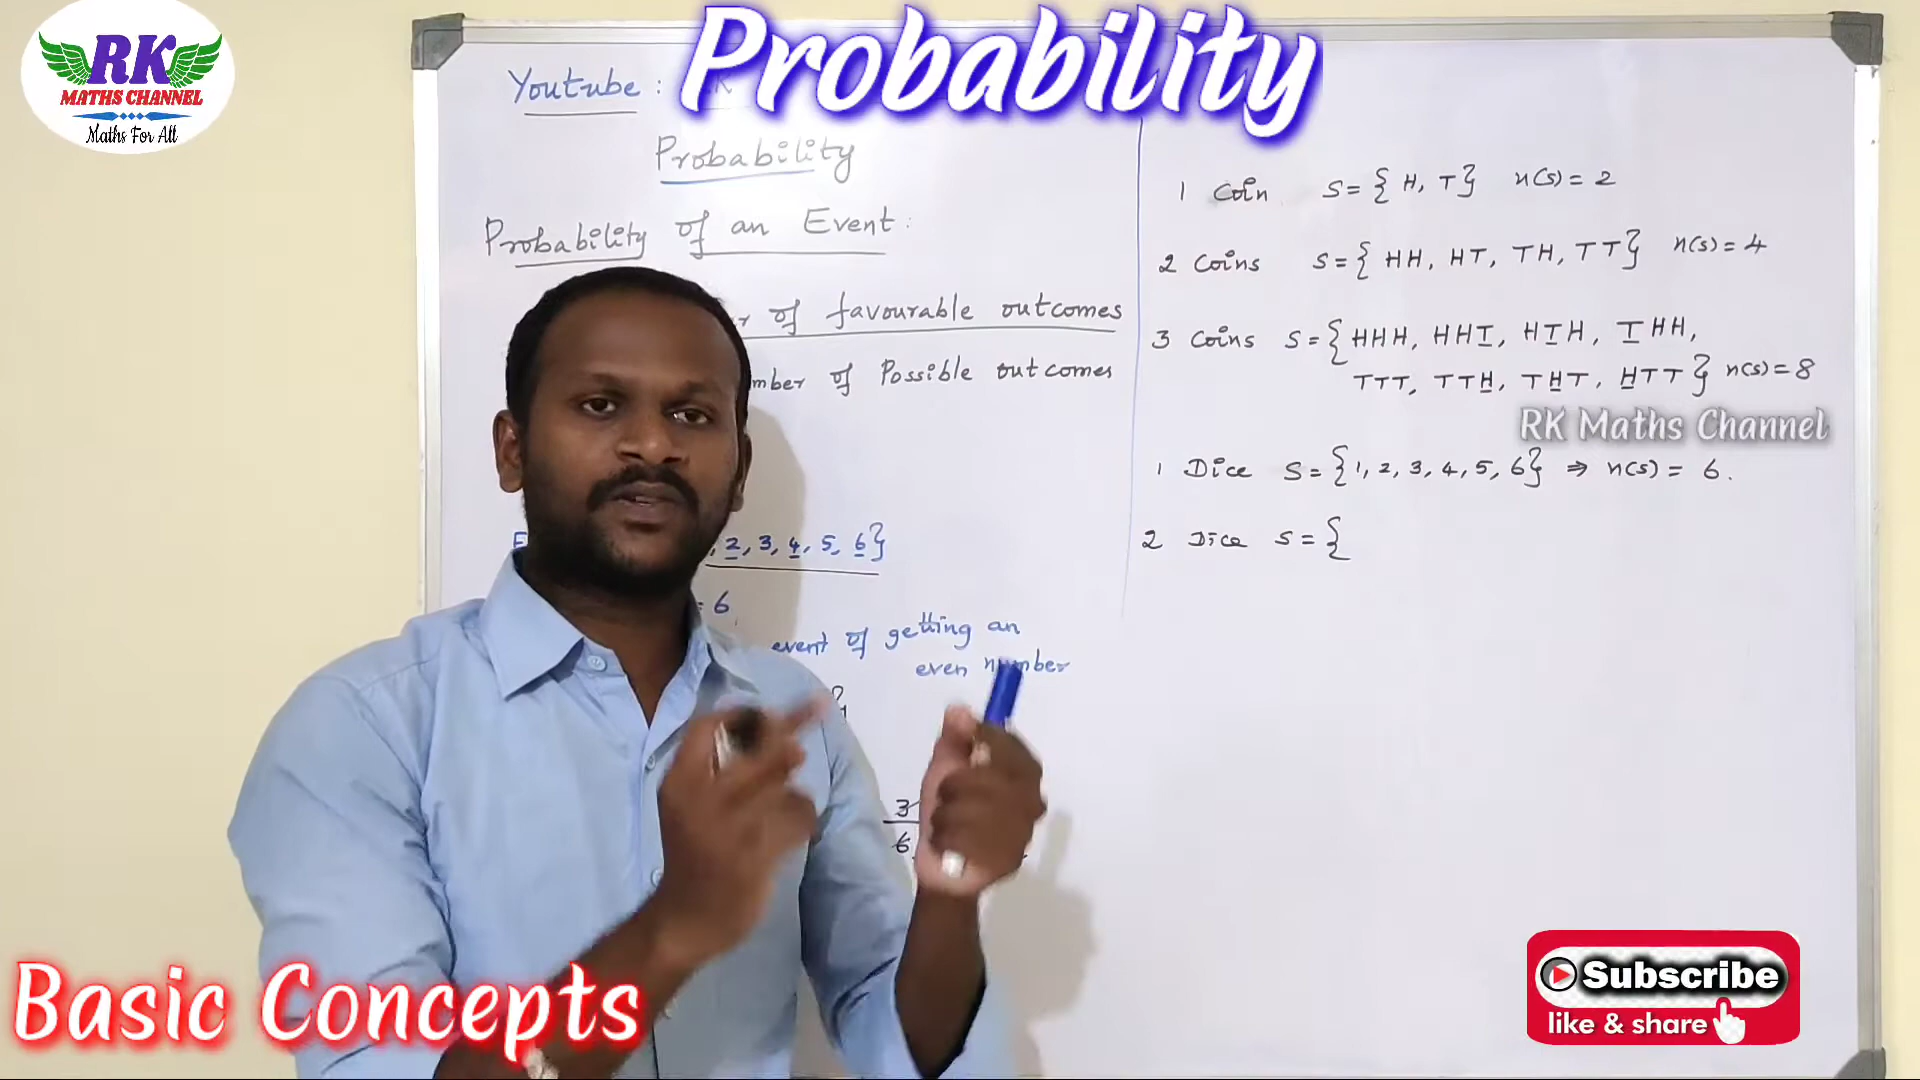 RK
MATHS CHANNEL
Maths For All
Probability
Youtube :
Probability
Probability of an Event :
of favourable outcomes
of Possible outcomes
2, 3, 4, 5, 6}
= 6
event of getting an
even number
3
6
1 Coin S = { H, T} n(s) = 2
2 Coins S = { HH, HT, TH, TT} n(s) = 4
3 Coins S = { HHH, HHT, HTH, THH,
TTT, TTH, THT, HTT } n(s) = 8
RK Maths Channel
1 Dice S = {1, 2, 3, 4, 5, 6} ⇒ n(s) = 6.
2 Dice S = {
Basic Concepts
Subscribe
like & share